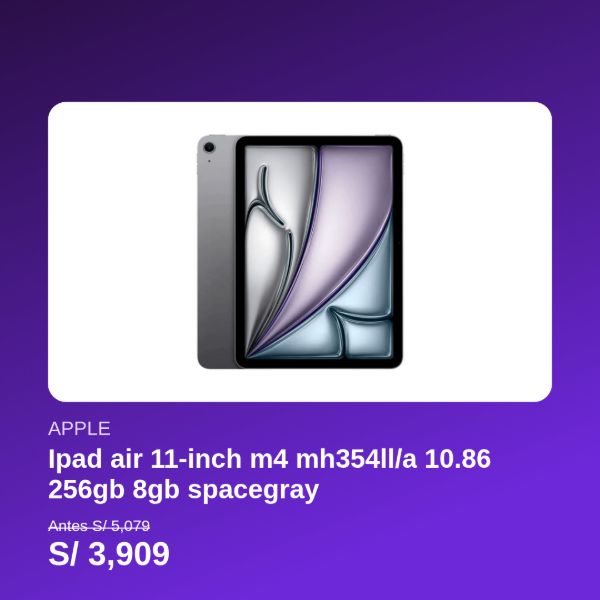 APPLE
Ipad air 11-inch m4 mh354ll/a 10.86
256gb 8gb spacegray
Antes S/ 5,079
S/ 3,909